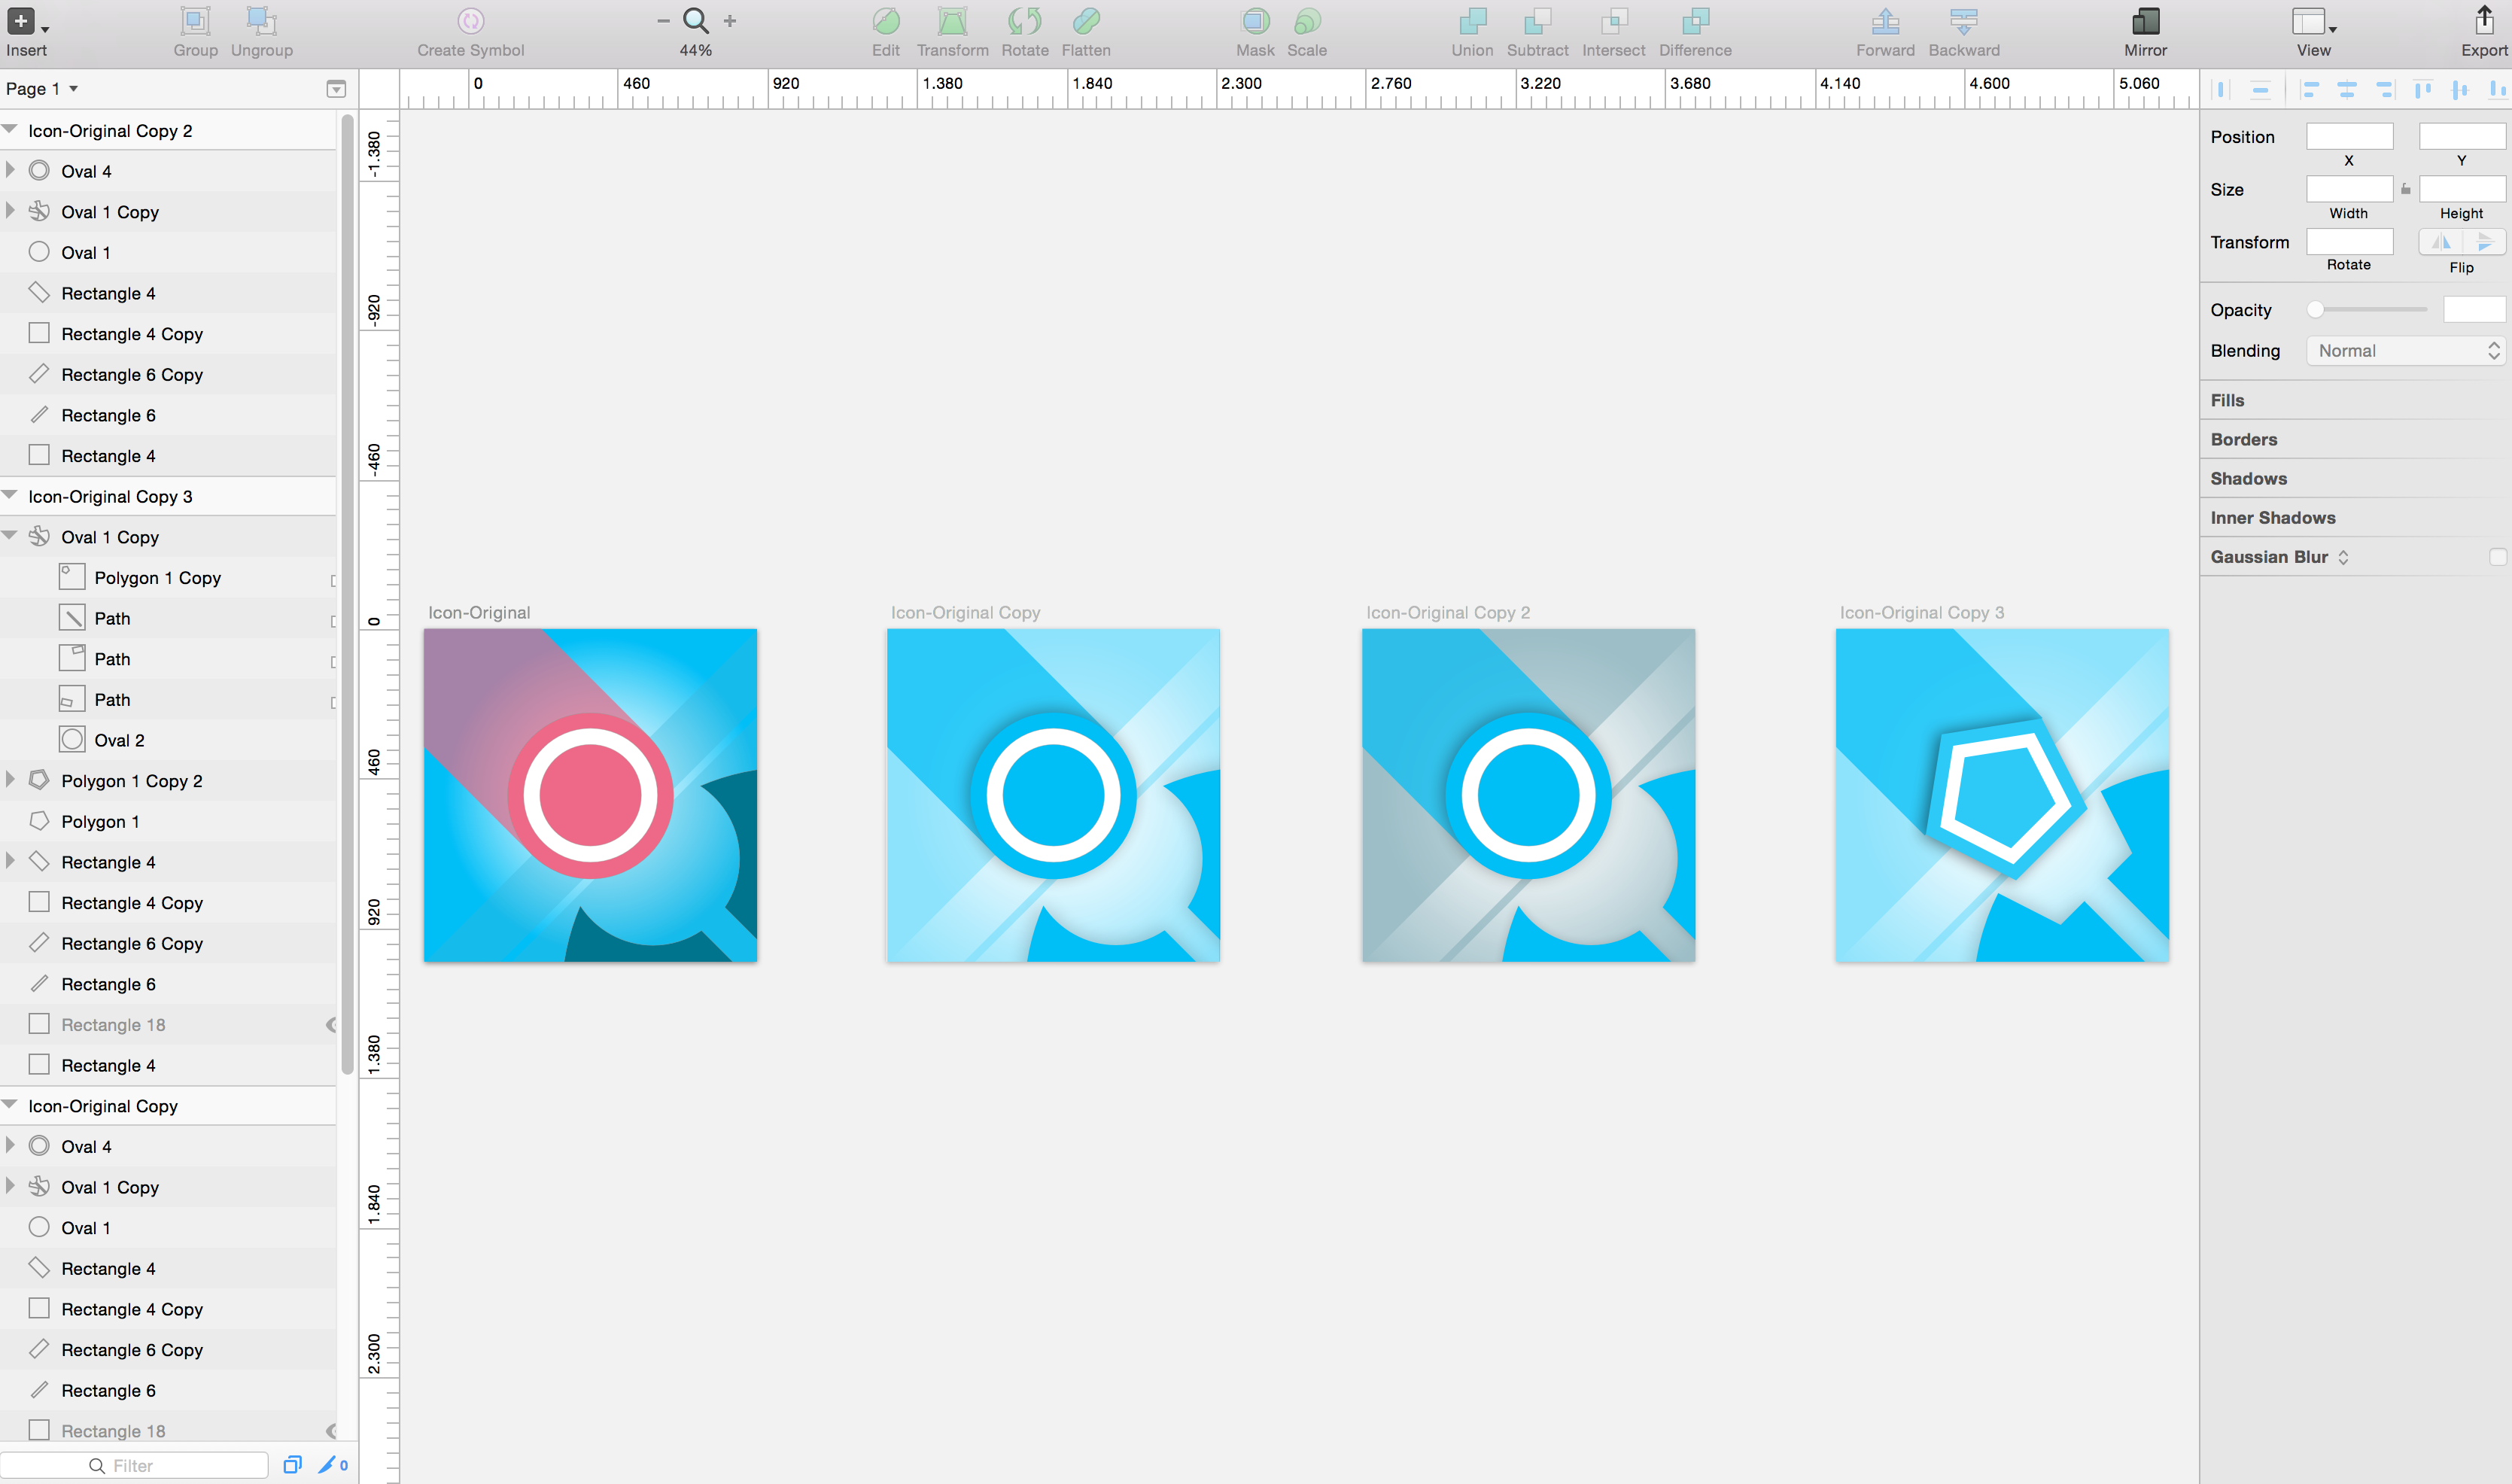 Insert
Group Ungroup
Create Symbol
44%
Edit Transform Rotate Flatten
Mask Scale
Union Subtract Intersect Difference
Forward Backward
Mirror
View
Export
Page 1
0 460 920 1.380 1.840 2.300 2.760 3.220 3.680 4.140 4.600 5.060
-1.380
-920
-460
0
460
920
1.380
1.840
2.300
Icon-Original Copy 2
Oval 4
Oval 1 Copy
Oval 1
Rectangle 4
Rectangle 4 Copy
Rectangle 6 Copy
Rectangle 6
Rectangle 4
Icon-Original Copy 3
Oval 1 Copy
Polygon 1 Copy
Path
Path
Path
Oval 2
Polygon 1 Copy 2
Polygon 1
Rectangle 4
Rectangle 4 Copy
Rectangle 6 Copy
Rectangle 6
Rectangle 18
Rectangle 4
Icon-Original Copy
Oval 4
Oval 1 Copy
Oval 1
Rectangle 4
Rectangle 4 Copy
Rectangle 6 Copy
Rectangle 6
Rectangle 18
Filter
0
Icon-Original
Icon-Original Copy
Icon-Original Copy 2
Icon-Original Copy 3
Position
X Y
Size
Width Height
Transform
Rotate Flip
Opacity
Blending Normal
Fills
Borders
Shadows
Inner Shadows
Gaussian Blur